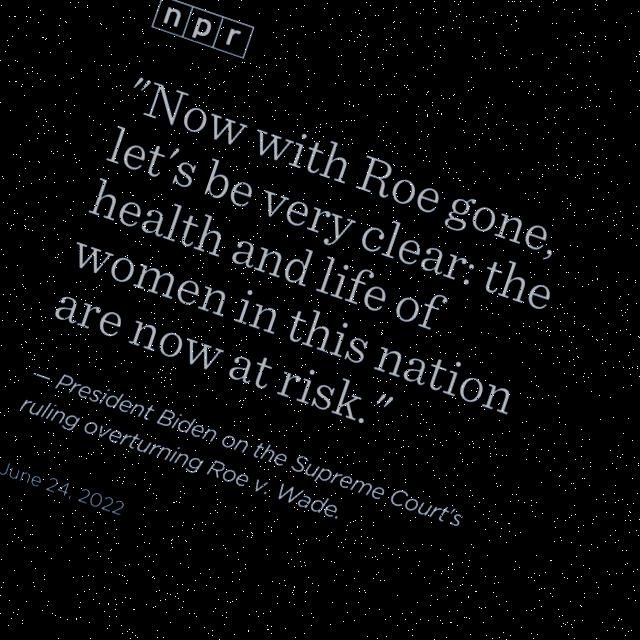 npr
"Now with Roe gone,
let's be very clear: the
health and life of
women in this nation
are now at risk."
— President Biden on the Supreme Court's
ruling overturning Roe v. Wade.
June 24, 2022